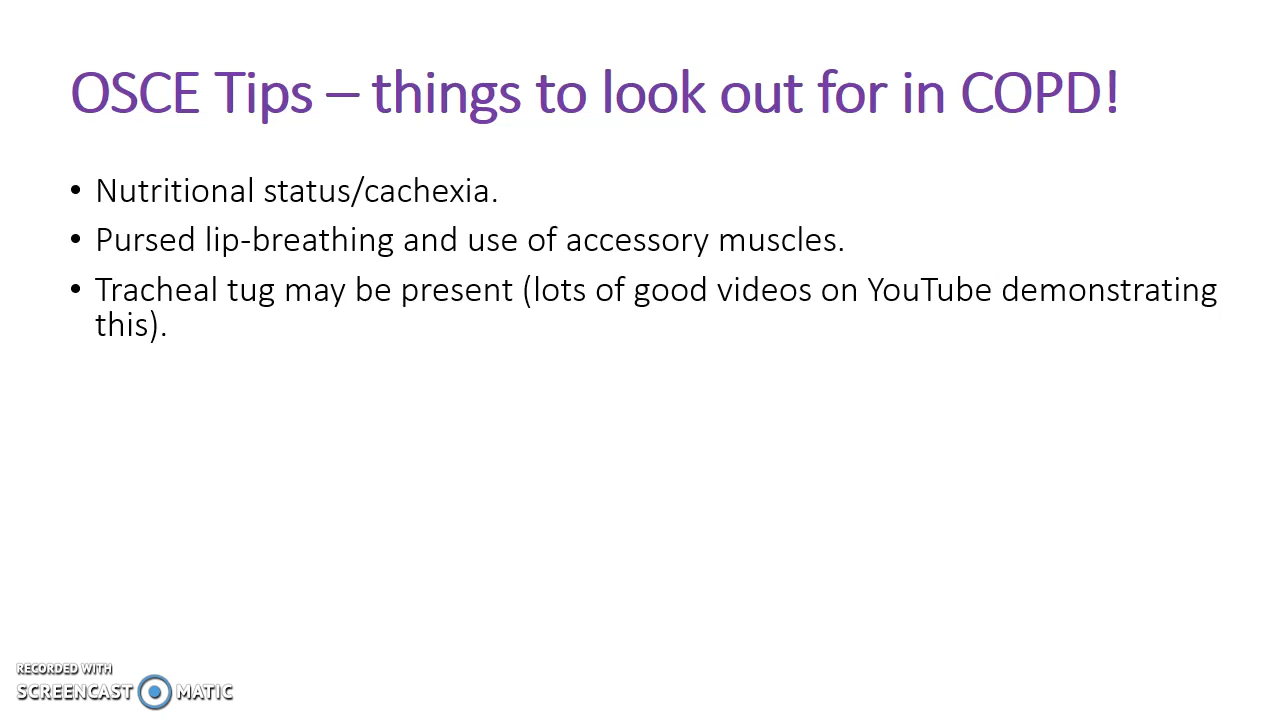 OSCE Tips – things to look out for in COPD!
• Nutritional status/cachexia.
• Pursed lip-breathing and use of accessory muscles.
• Tracheal tug may be present (lots of good videos on YouTube demonstrating
this).
RECORDED WITH
SCREENCAST MATIC